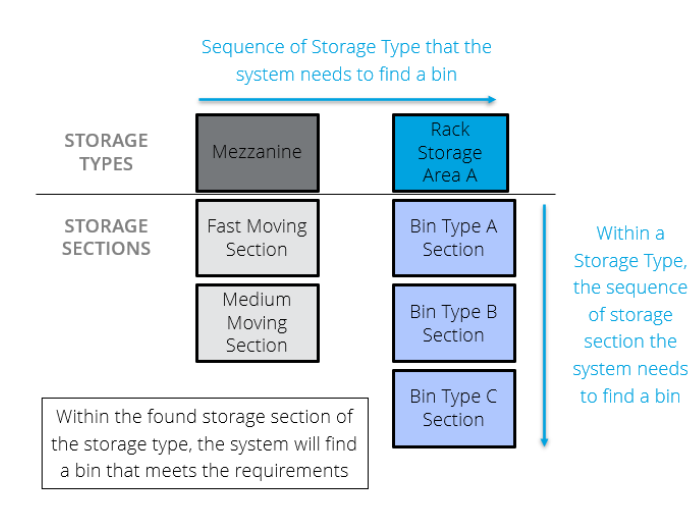 Sequence of Storage Type that the
system needs to find a bin
STORAGE
TYPES
Mezzanine
Rack
Storage
Area A
STORAGE
SECTIONS
Fast Moving
Section
Bin Type A
Section
Medium
Moving
Section
Bin Type B
Section
Bin Type C
Section
Within a
Storage Type,
the sequence
of storage
section the
system needs
to find a bin
Within the found storage section of
the storage type, the system will find
a bin that meets the requirements